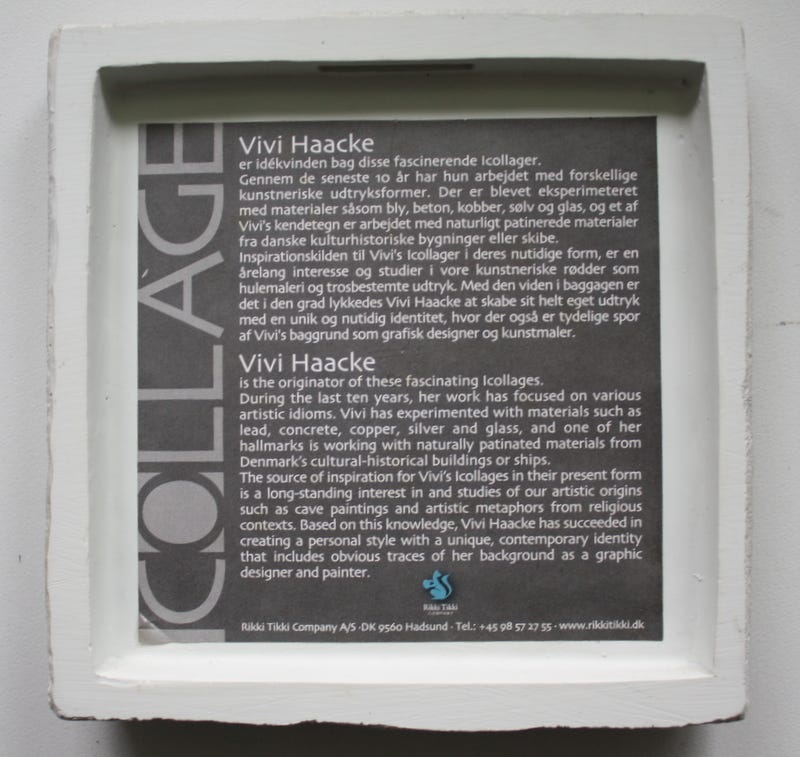 ICOLLAGE
Vivi Haacke
er idékvinden bag disse fascinerende Icollager.
Gennem de seneste 10 år har hun arbejdet med forskellige
kunstneriske udtryksformer. Der er blevet eksperimeteret
med materialer såsom bly, beton, kobber, sølv og glas, og et af
Vivi's kendetegn er arbejdet med naturligt patinerede materialer
fra danske kulturhistoriske bygninger eller skibe.
Inspirationskilden til Vivi's Icollager i deres nutidige form, er en
årelang interesse og studier i vore kunstneriske rødder som
hulemaleri og trosbestemte udtryk. Med den viden i baggagen er
det i den grad lykkedes Vivi Haacke at skabe sit helt eget udtryk
med en unik og nutidig identitet, hvor der også er tydelige spor
af Vivi's baggrund som grafisk designer og kunstmaler.
Vivi Haacke
is the originator of these fascinating Icollages.
During the last ten years, her work has focused on various
artistic idioms. Vivi has experimented with materials such as
lead, concrete, copper, silver and glass, and one of her
hallmarks is working with naturally patinated materials from
Denmark's cultural-historical buildings or ships.
The source of inspiration for Vivi's Icollages in their present form
is a long-standing interest in and studies of our artistic origins
such as cave paintings and artistic metaphors from religious
contexts. Based on this knowledge, Vivi Haacke has succeeded in
creating a personal style with a unique, contemporary identity
that includes obvious traces of her background as a graphic
designer and painter.
Rikki Tikki
COMPANY
Rikki Tikki Company A/S ·DK 9560 Hadsund · Tel.: +45 98 57 27 55 · www.rikkitikki.dk